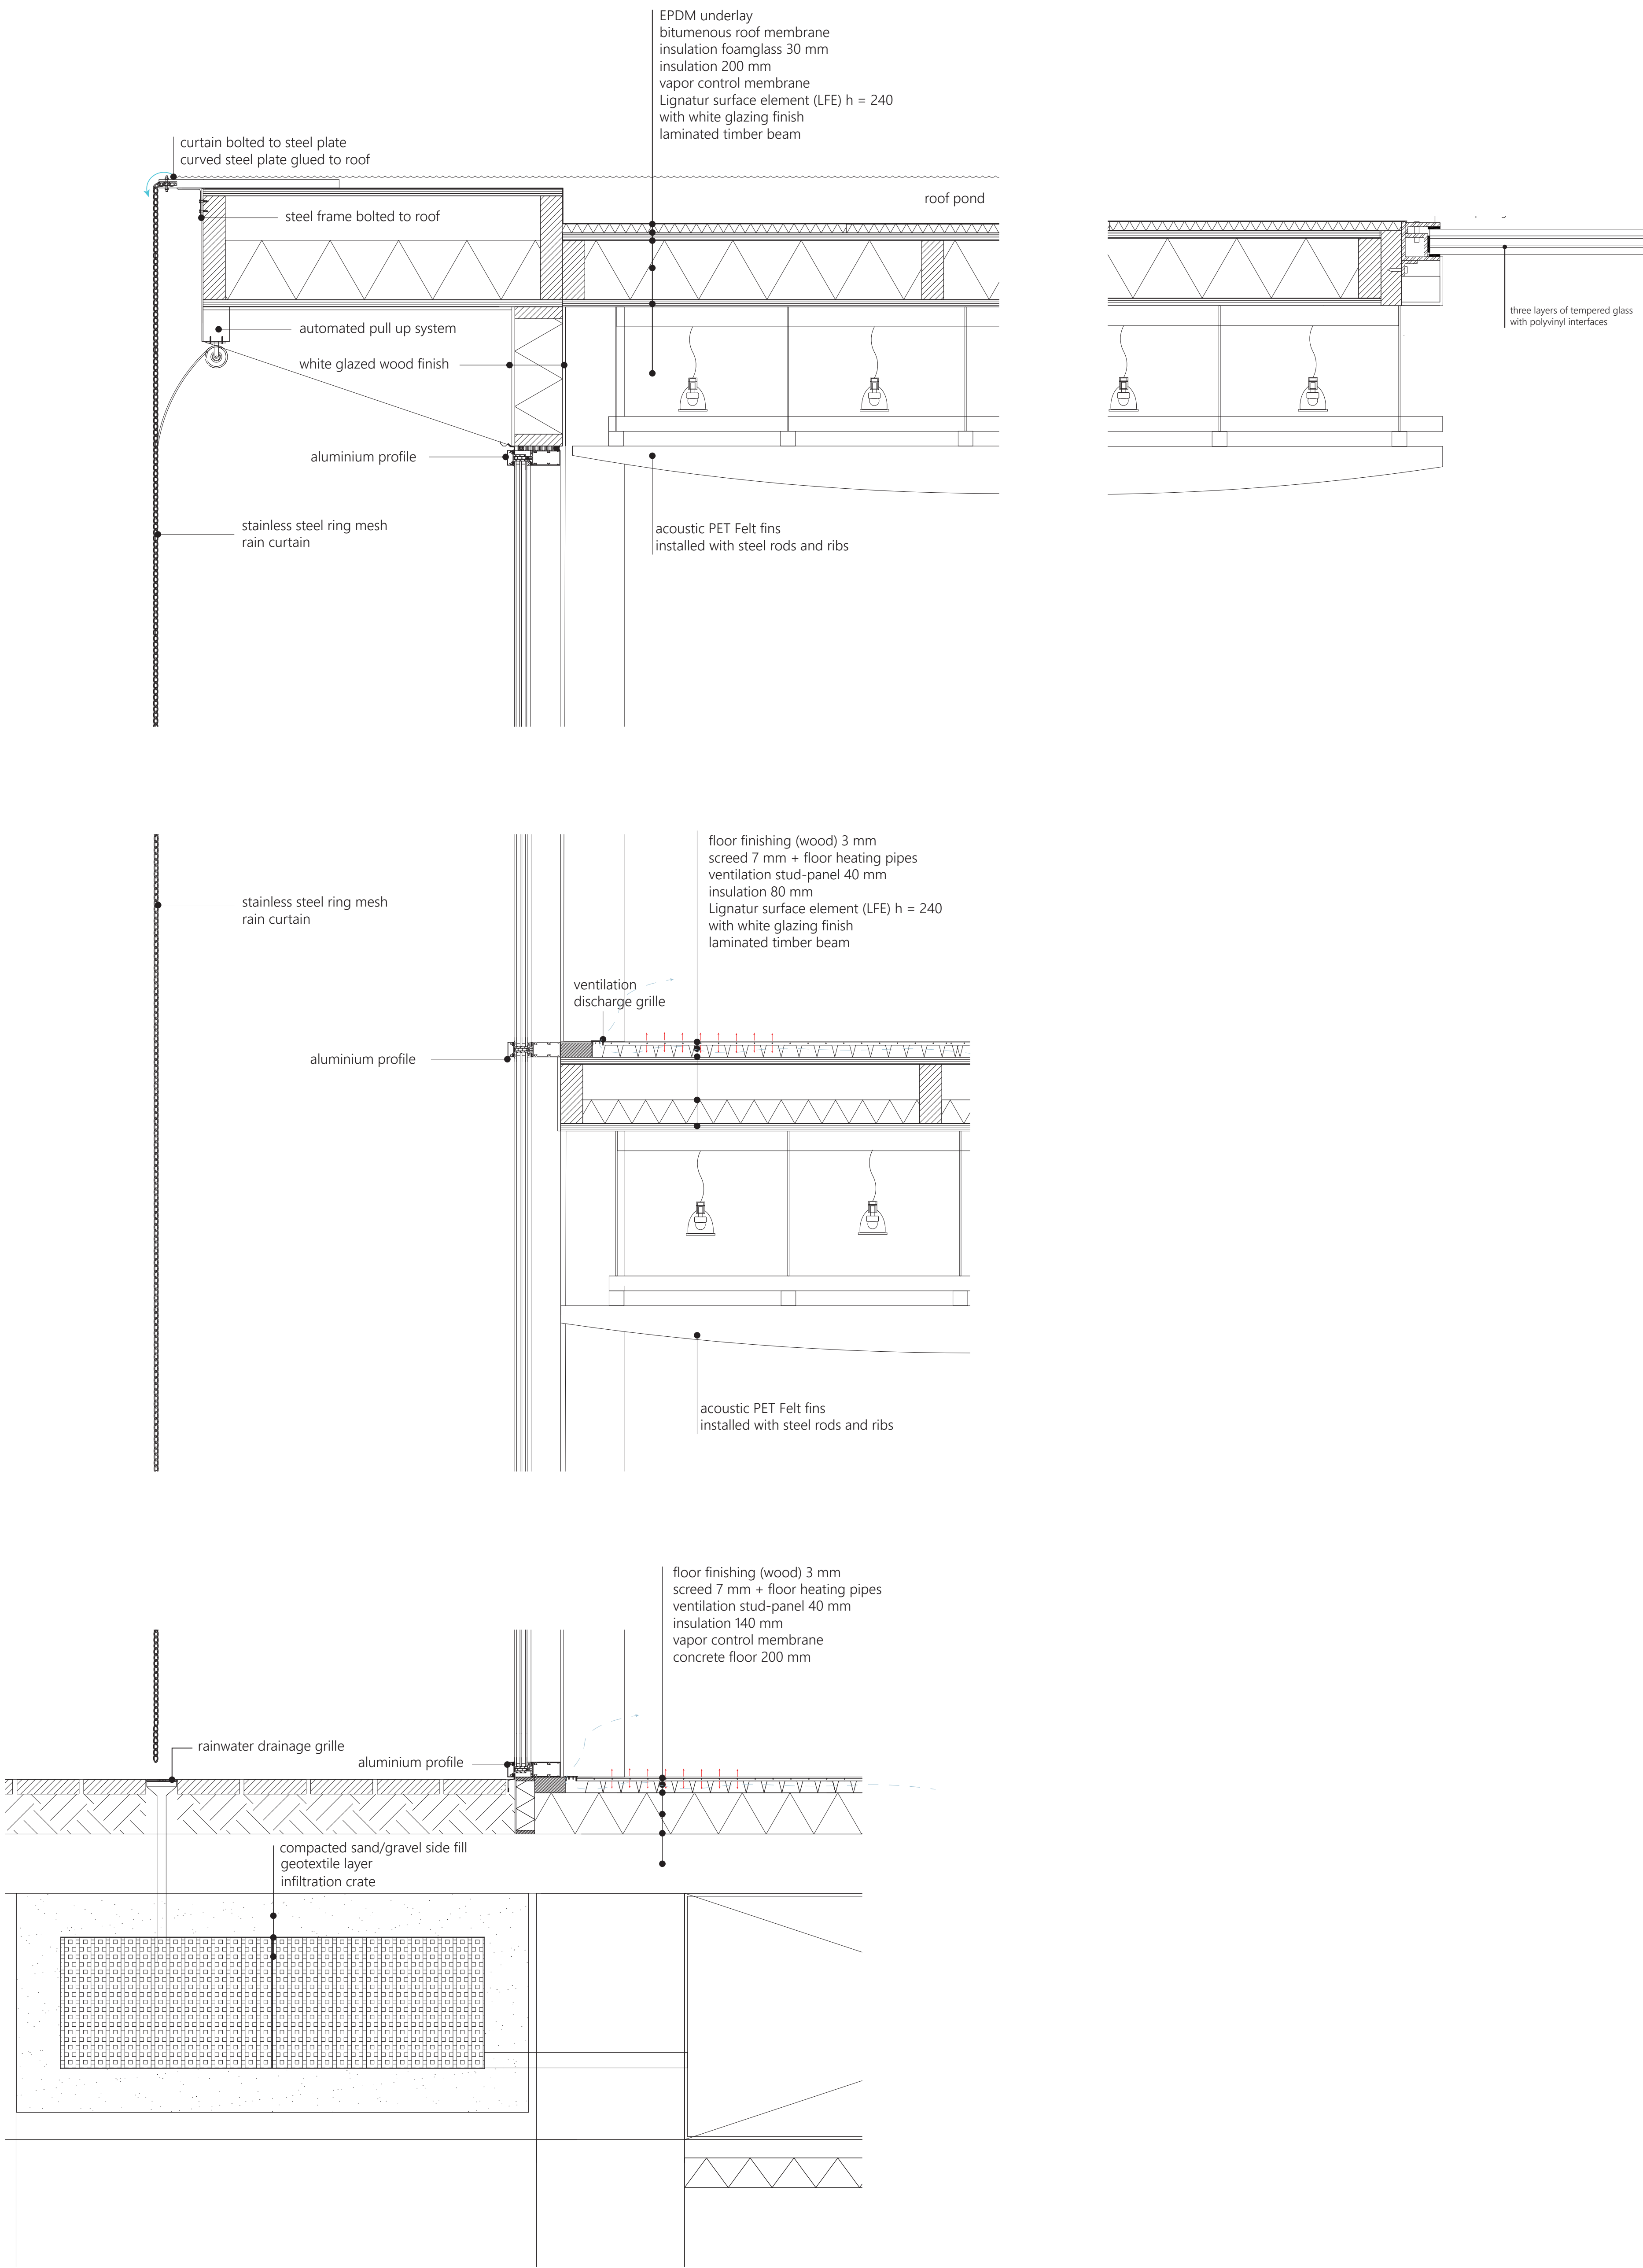 EPDM underlay
bitumenous roof membrane
insulation foamglass 30 mm
insulation 200 mm
vapor control membrane
Lignatur surface element (LFE) h = 240
with white glazing finish
laminated timber beam
curtain bolted to steel plate
curved steel plate glued to roof
roof pond
steel frame bolted to roof
three layers of tempered glass
with polyvinyl interfaces
automated pull up system
white glazed wood finish
aluminium profile
stainless steel ring mesh
rain curtain
acoustic PET Felt fins
installed with steel rods and ribs
floor finishing (wood) 3 mm
screed 7 mm + floor heating pipes
ventilation stud-panel 40 mm
insulation 80 mm
Lignatur surface element (LFE) h = 240
with white glazing finish
laminated timber beam
stainless steel ring mesh
rain curtain
ventilation
discharge grille
aluminium profile
acoustic PET Felt fins
installed with steel rods and ribs
floor finishing (wood) 3 mm
screed 7 mm + floor heating pipes
ventilation stud-panel 40 mm
insulation 140 mm
vapor control membrane
concrete floor 200 mm
rainwater drainage grille
aluminium profile
compacted sand/gravel side fill
geotextile layer
infiltration crate